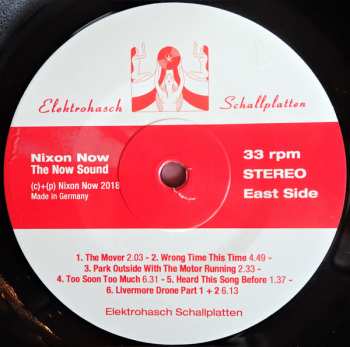 Elektrohasch Schallplatten
Nixon Now
The Now Sound
(c)+(p) Nixon Now 2018
Made in Germany
33 rpm
STEREO
East Side
1. The Mover 2.03 - 2. Wrong Time This Time 4.49 -
3. Park Outside With The Motor Running 2.33 -
4. Too Soon Too Much 6.31 - 5. Heard This Song Before 1.37 -
6. Livermore Drone Part 1 + 2 6.13
Elektrohasch Schallplatten